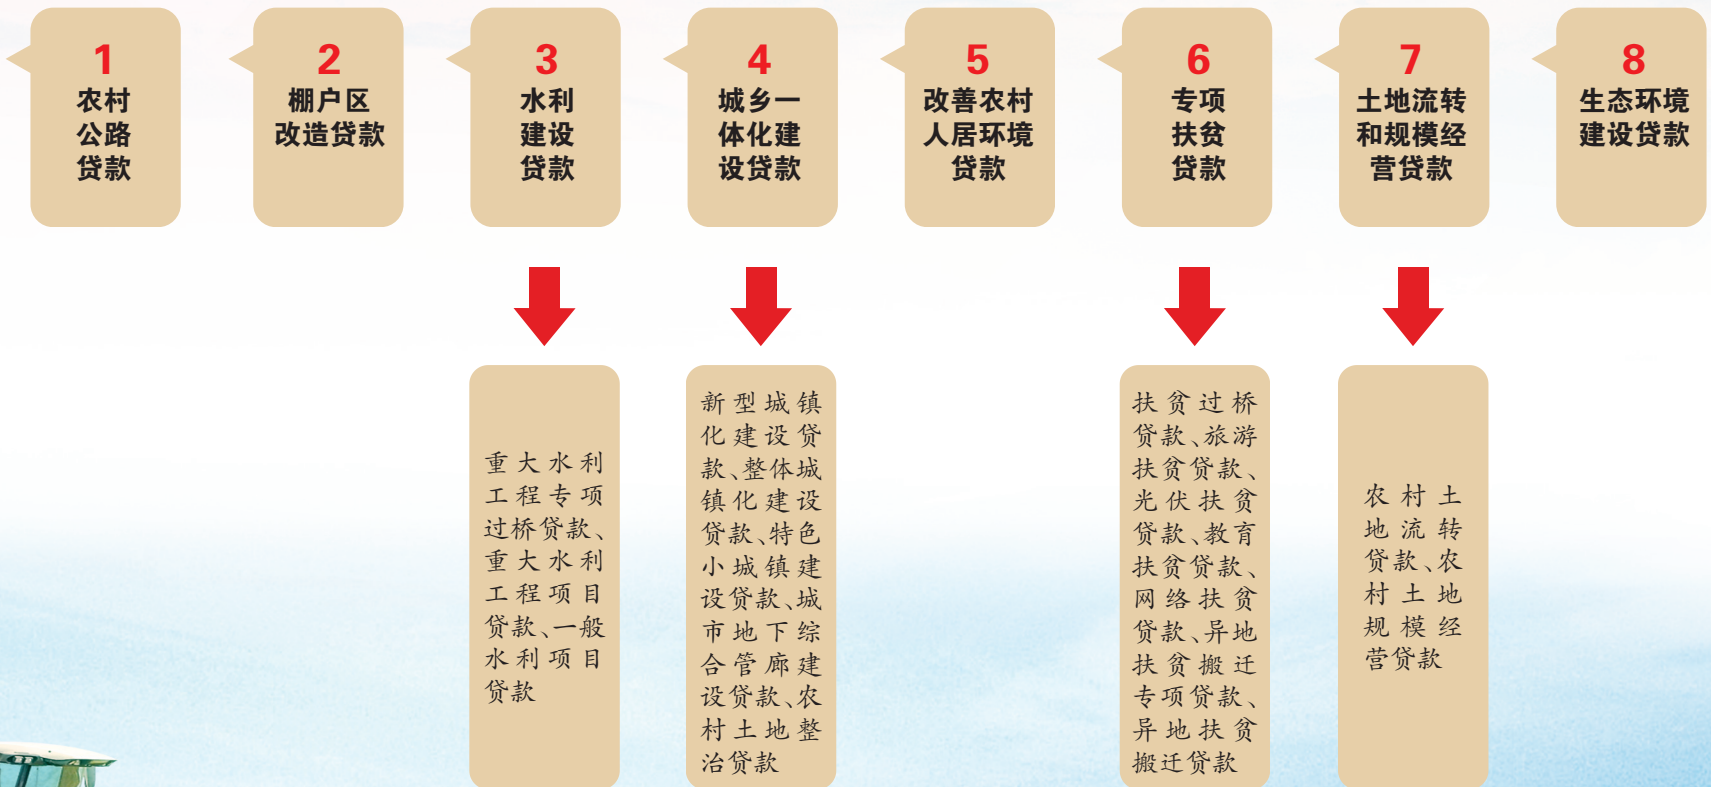 1
农村
公路
贷款
2
棚户区
改造贷款
3
水利
建设
贷款
4
城乡一
体化建
设贷款
5
改善农村
人居环境
贷款
6
专项
扶贫
贷款
7
土地流转
和规模经
营贷款
8
生态环境
建设贷款
重大水利
工程专项
过桥贷款、
重大水利
工程项目
贷款、一般
水利项目
贷款
新型城镇
化建设贷
款、整体城
镇化建设
贷款、特色
小城镇建
设贷款、城
市地下综
合管廊建
设贷款、农
村土地整
治贷款
扶贫过桥
贷款、旅游
扶贫贷款、
光伏扶贫
贷款、教育
扶贫贷款、
网络扶贫
贷款、异地
扶贫搬迁
专项贷款、
异地扶贫
搬迁贷款
农村土
地流转
贷款、农
村土地
规模经
营贷款